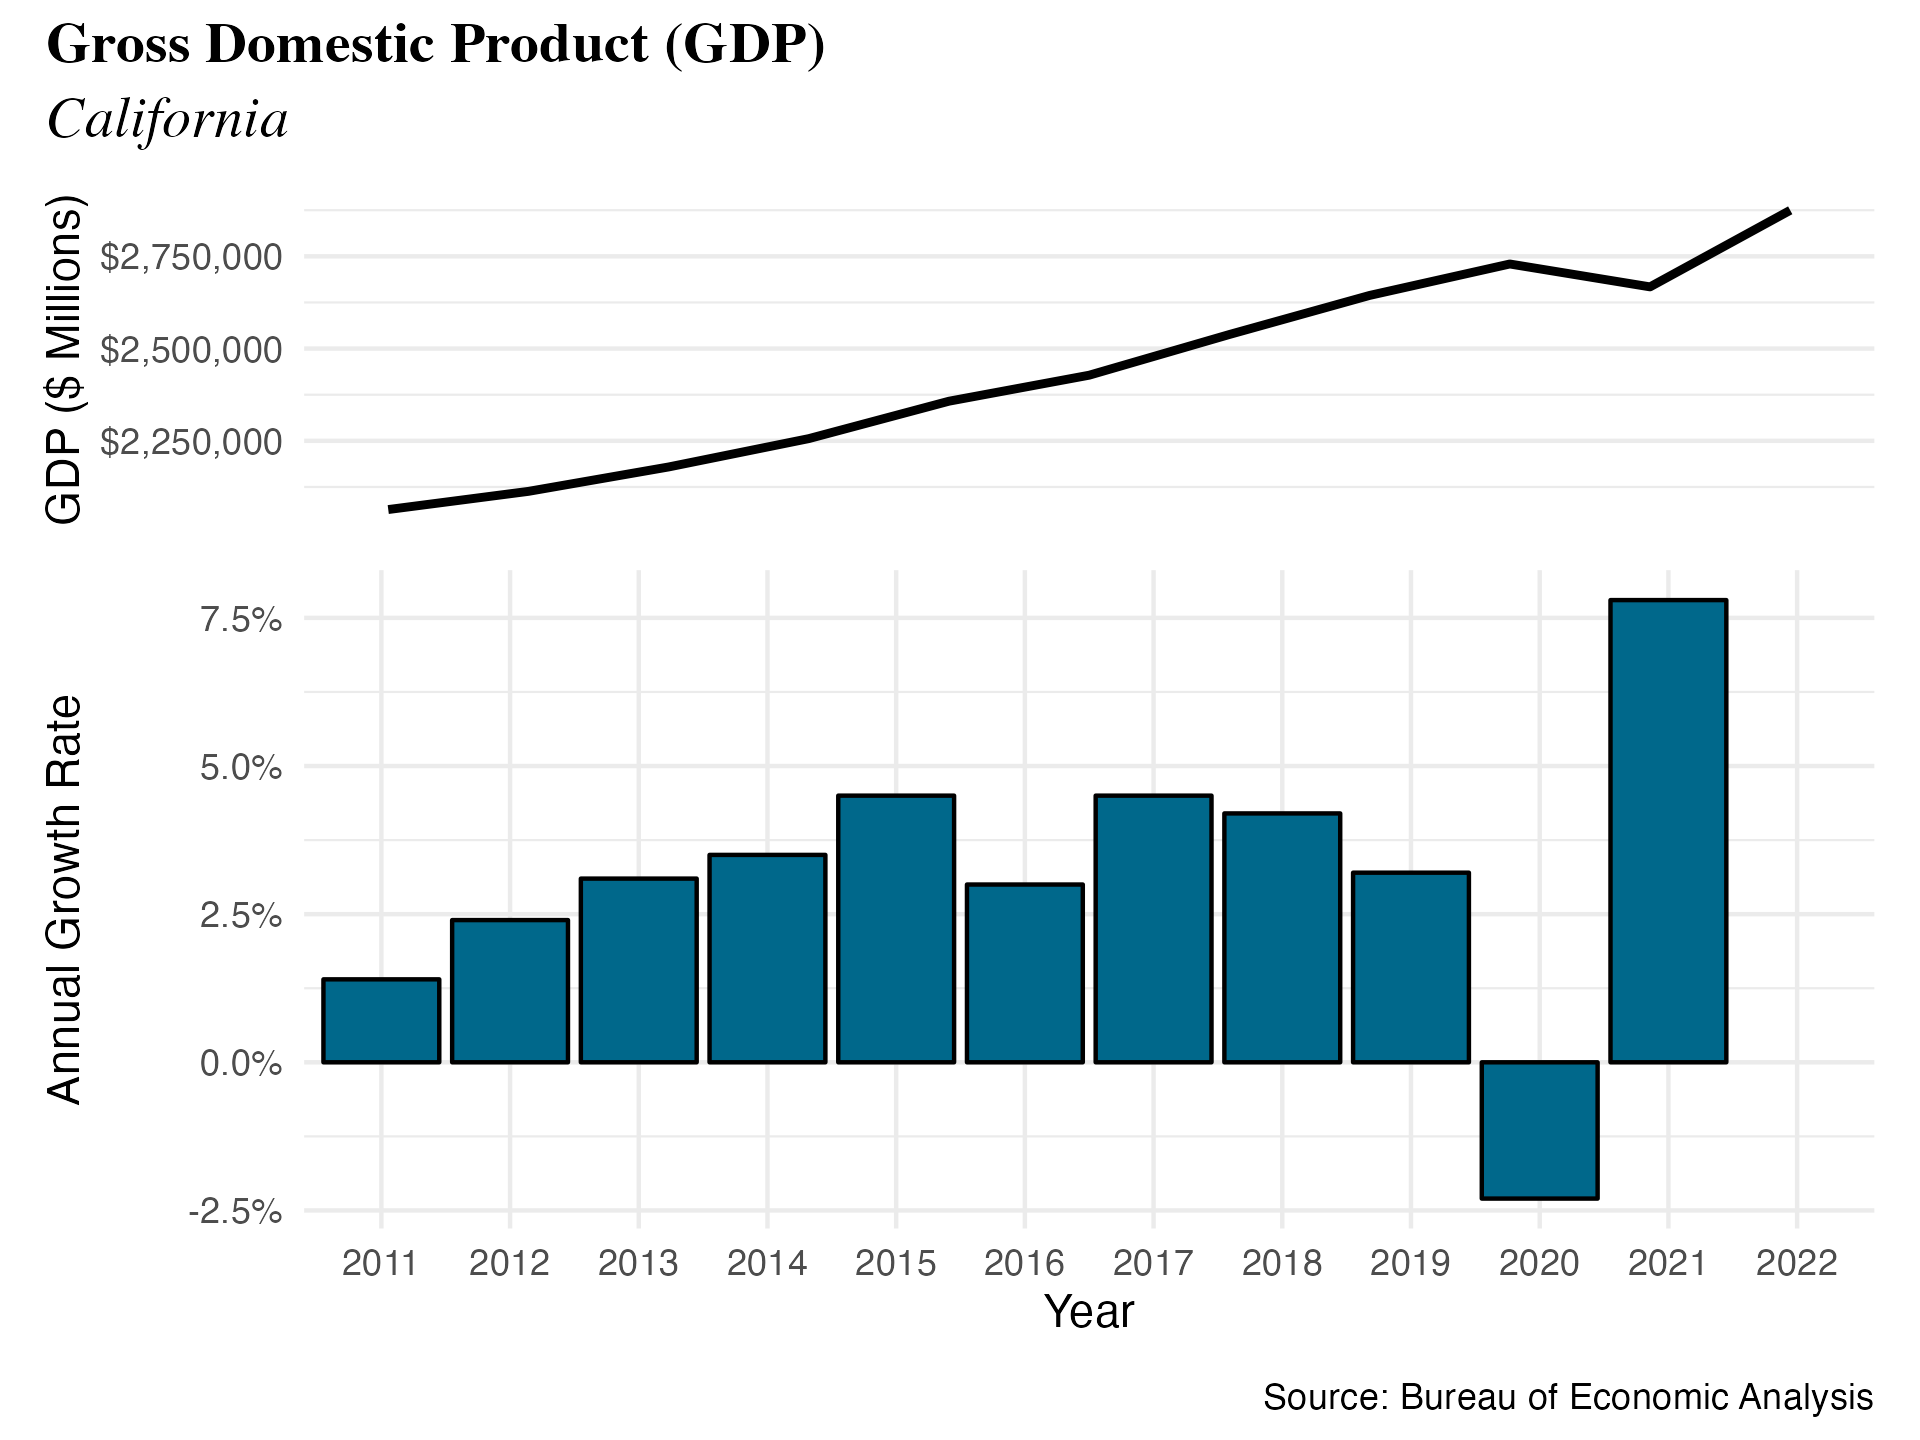 Gross Domestic Product (GDP)
California
GDP ($ Millions)
$2,750,000
$2,500,000
$2,250,000
Annual Growth Rate
7.5%
5.0%
2.5%
0.0%
-2.5%
2011 2012 2013 2014 2015 2016 2017 2018 2019 2020 2021 2022
Year
Source: Bureau of Economic Analysis